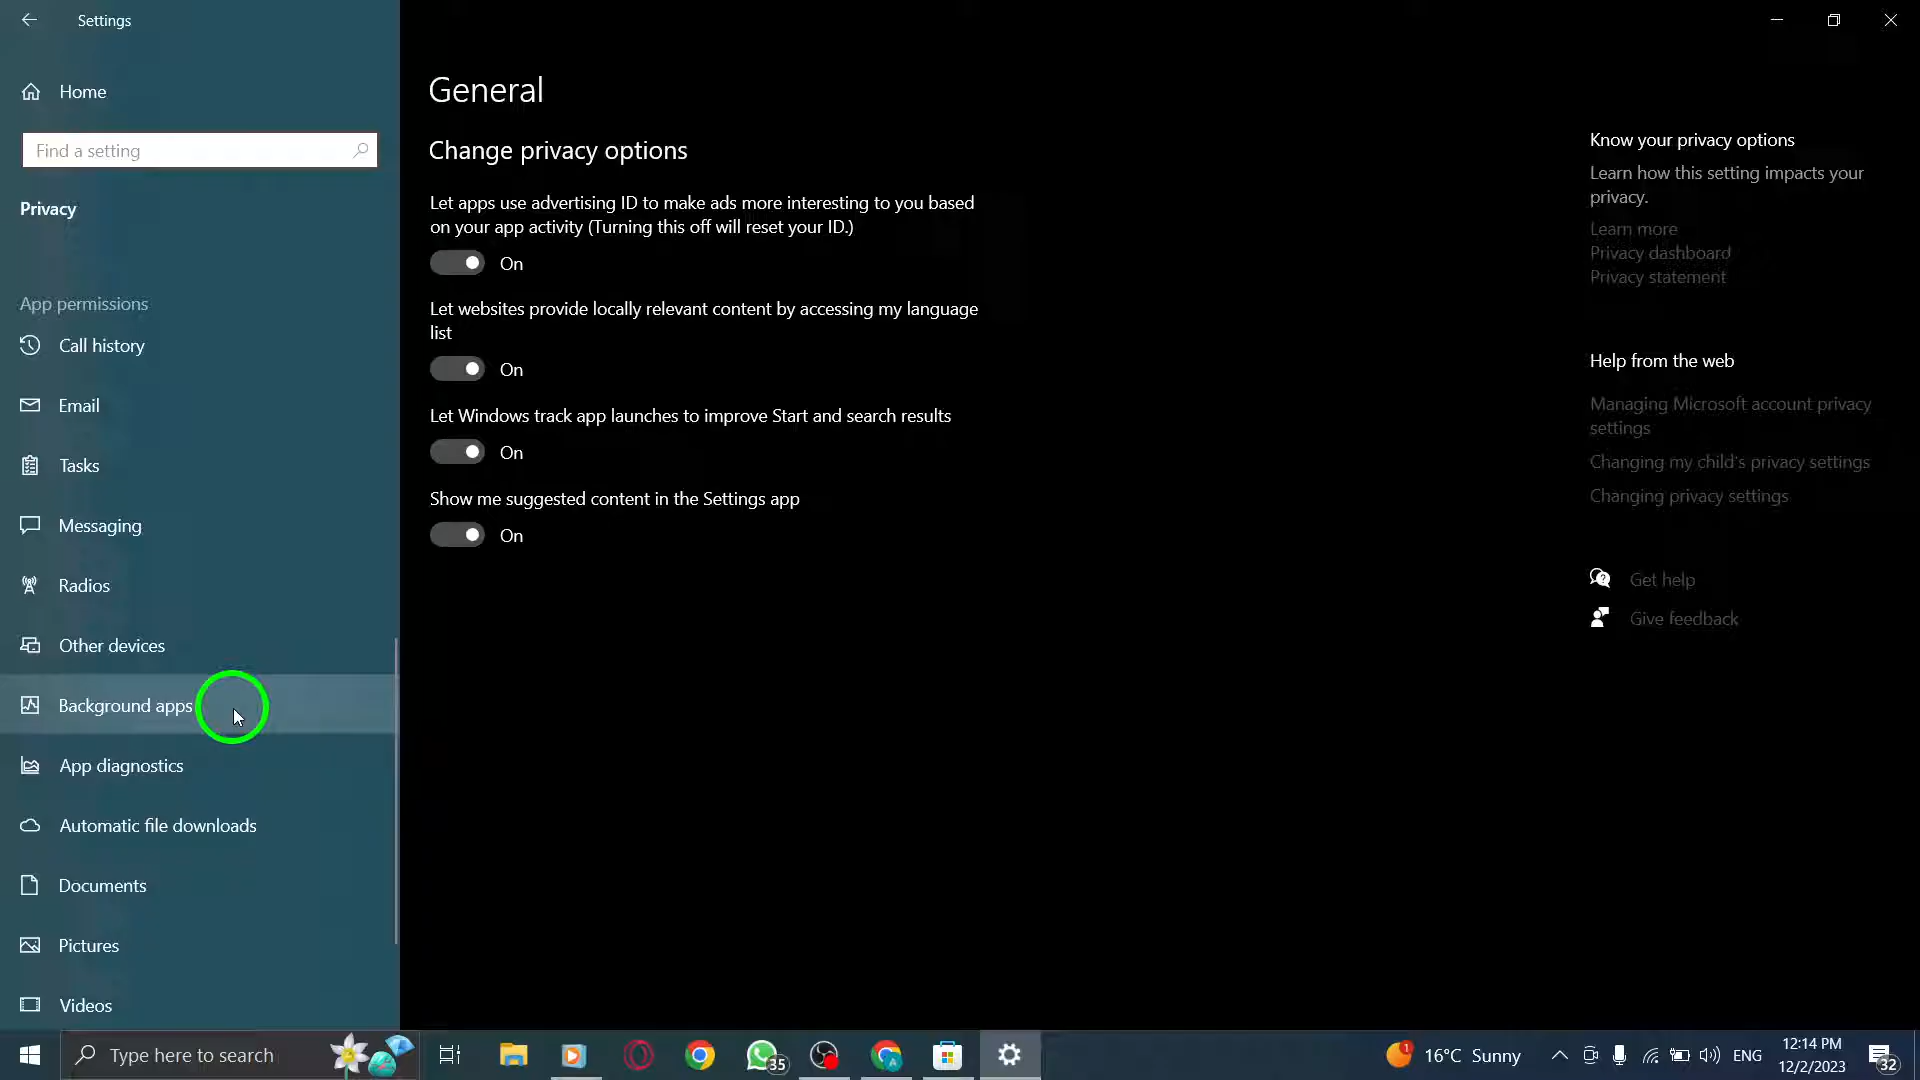 Settings
Home
Find a setting
Privacy
App permissions
Call history
Email
Tasks
Messaging
Radios
Other devices
Background apps
App diagnostics
Automatic file downloads
Documents
Pictures
Videos
General
Change privacy options
Let apps use advertising ID to make ads more interesting to you based
on your app activity (Turning this off will reset your ID.)
On
Let websites provide locally relevant content by accessing my language
list
On
Let Windows track app launches to improve Start and search results
On
Show me suggested content in the Settings app
On
Know your privacy options
Learn how this setting impacts your
privacy.
Learn more
Privacy dashboard
Privacy statement
Help from the web
Managing Microsoft account privacy
settings
Changing my child's privacy settings
Changing privacy settings
Get help
Give feedback
Type here to search
35
A
1
16°C Sunny
ENG
12:14 PM
12/2/2023
32